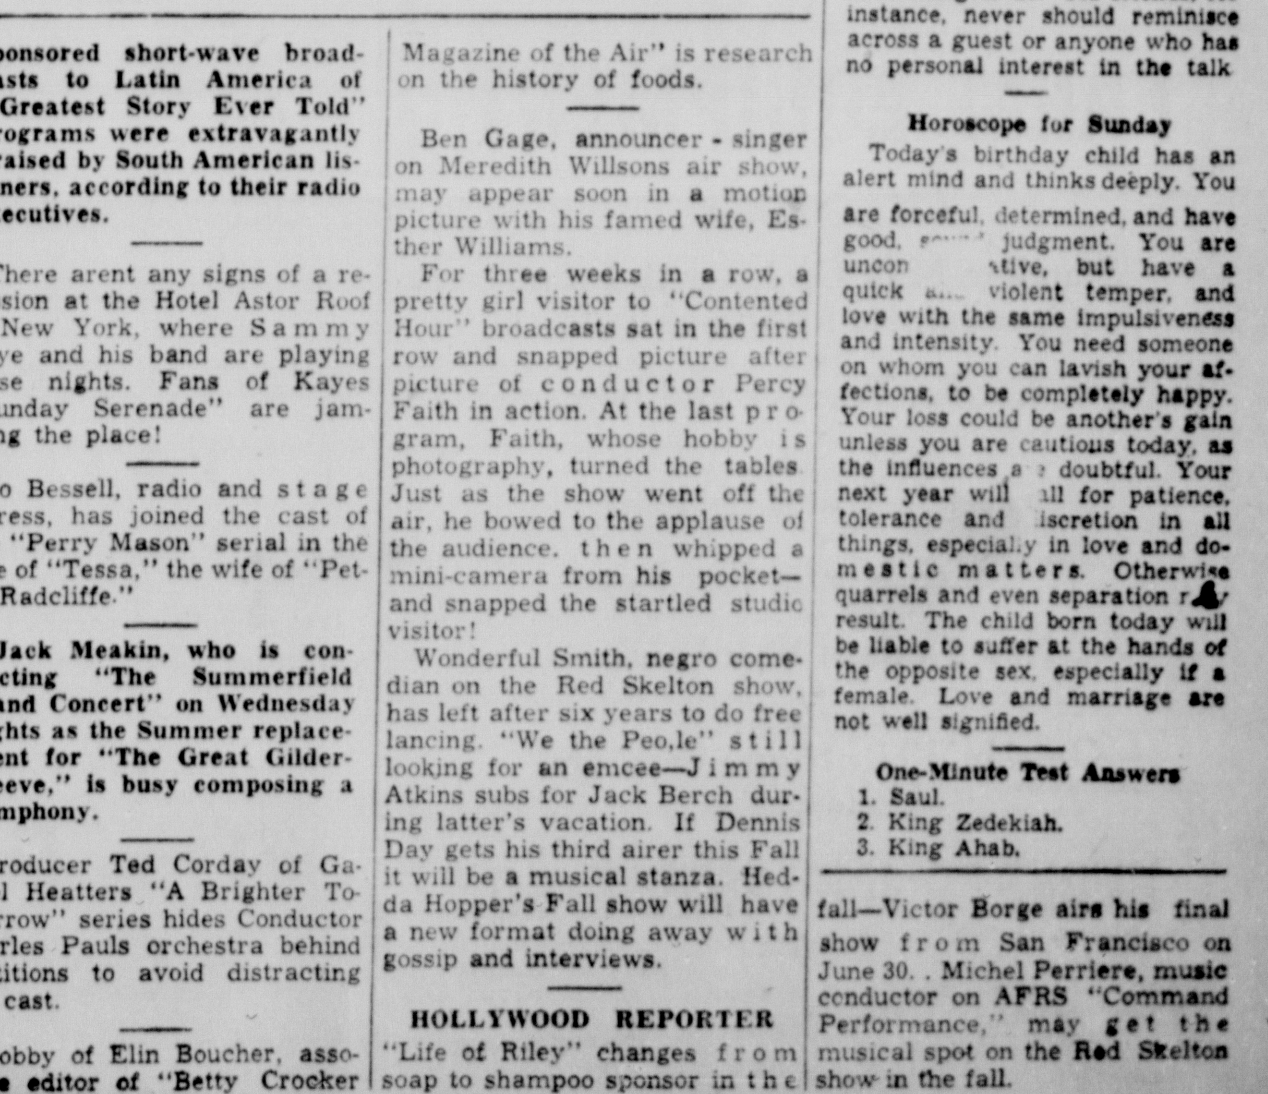 short-wave broad-
to Latin America of
Greatest Story Ever Told"
were extravagantly
by South American lis-
according to their radio
arent any signs of a re-
at the Hotel Astor Roof
New York, where Sammy
and his band are playing
nights. Fans of Kayes
Serenade" are jam-
the place!
Bessell, radio and stage
has joined the cast of
"Perry Mason" serial in the
of "Tessa," the wife of "Pet-
Radcliffe."
Jack Meakin, who is con-
"The Summerfield
Concert" on Wednesday
as the Summer replace-
for "The Great Gilder-
is busy composing a
Ted Corday of Ga-
Heatters "A Brighter To-
series hides Conductor
Pauls orchestra behind
to avoid distracting
cast.
of Elin Boucher, asso-
editor of "Betty Crocker
Magazine of the Air" is research
on the history of foods.
Ben Gage, announcer - singer
on Meredith Willsons air show,
may appear soon in a motion
picture with his famed wife, Es-
ther Williams.
For three weeks in a row, a
pretty girl visitor to "Contented
Hour" broadcasts sat in the first
row and snapped picture after
picture of conductor Percy
Faith in action. At the last pro-
gram, Faith, whose hobby is
photography, turned the tables
Just as the show went off the
air, he bowed to the applause of
the audience. then whipped a
mini-camera from his pocket—
and snapped the startled studio
visitor!
Wonderful Smith, negro come-
dian on the Red Skelton show,
has left after six years to do free
lancing. "We the Peo,le" still
looking for an emcee—Jimmy
Atkins subs for Jack Berch dur-
ing latter's vacation. If Dennis
Day gets his third airer this Fall
it will be a musical stanza. Hed-
da Hopper's Fall show will have
a new format doing away with
gossip and interviews.
HOLLYWOOD REPORTER
"Life of Riley" changes from
soap to shampoo sponsor in the
instance, never should reminisce
across a guest or anyone who has
no personal interest in the talk
Horoscope for Sunday
Today's birthday child has an
alert mind and thinks deeply. You
are forceful, determined, and have
good, judgment. You are
but have a
quick violent temper, and
love with the same impulsiveness
and intensity. You need someone
on whom you can lavish your af-
fections, to be completely happy.
Your loss could be another's gain
unless you are cautious today, as
the influences doubtful. Your
next year will for patience,
tolerance and in all
things, especially in love and do-
mestic matters. Otherwise
quarrels and even separation
result. The child born today will
be liable to suffer at the hands of
the opposite sex, especially if a
female. Love and marriage are
not well signified.
One-Minute Test Answers
1. Saul.
2. King Zedekiah.
3. King Ahab.
fall—Victor Borge airs his final
show from San Francisco on
June 30. . Michel Perriere, music
conductor on AFRS "Command
Performance," may get the
musical spot on the Red Skelton
show in the fall.